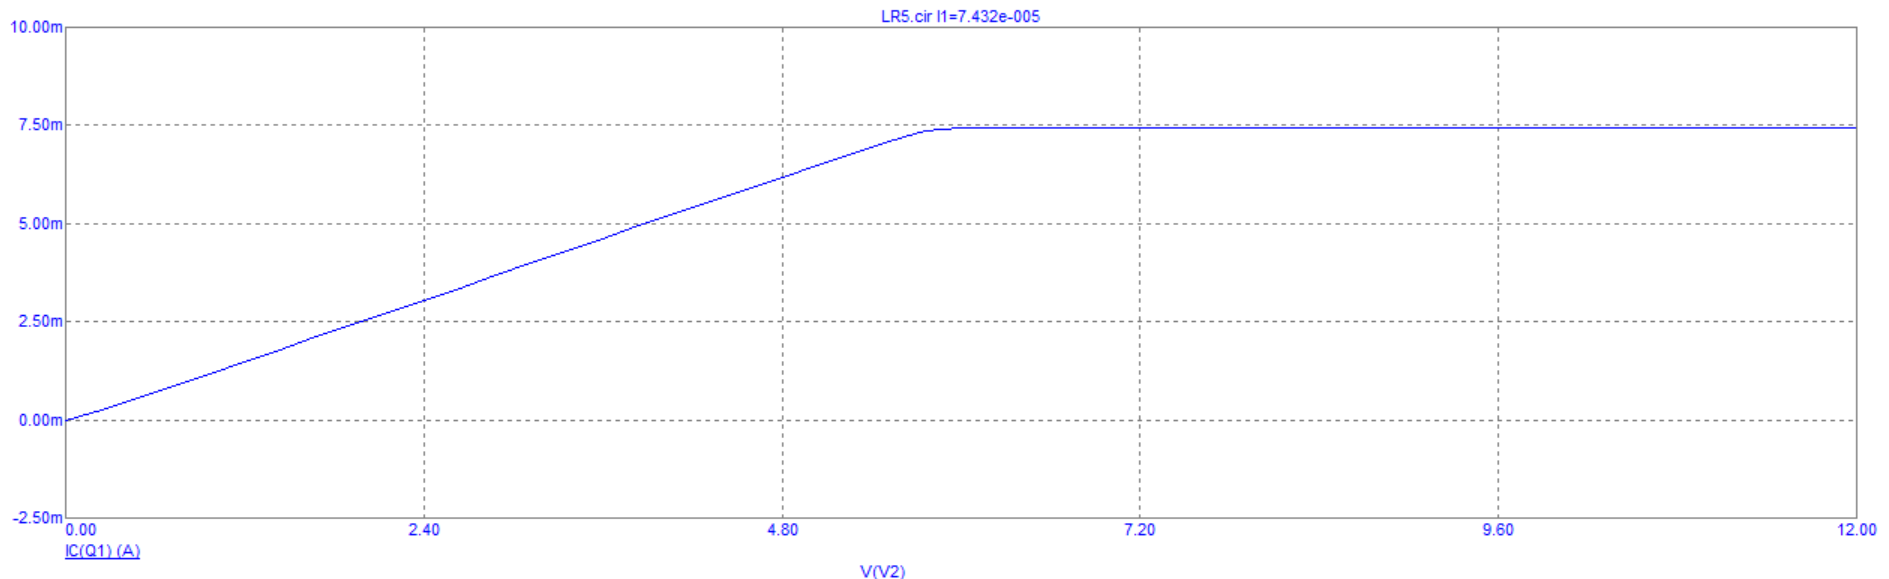 LR5.cir I1=7.432e-005
10.00m
7.50m
5.00m
2.50m
0.00m
-2.50m
0.00 2.40 4.80 7.20 9.60 12.00
IC(Q1) (A)
V(V2)